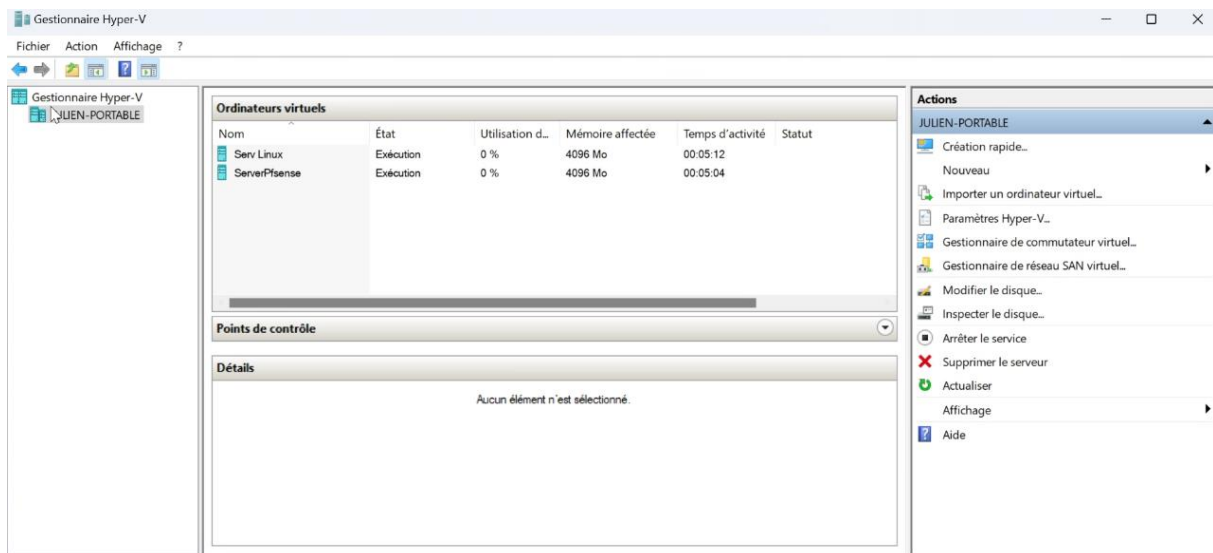 Gestionnaire Hyper-V
Fichier Action Affichage ?
Gestionnaire Hyper-V
JULIEN-PORTABLE
Ordinateurs virtuels
Nom État Utilisation d... Mémoire affectée Temps d'activité Statut
Serv Linux Exécution 0 % 4096 Mo 00:05:12
ServerPfsense Exécution 0 % 4096 Mo 00:05:04
Points de contrôle
Détails
Aucun élément n'est sélectionné.
Actions
JULIEN-PORTABLE
Création rapide...
Nouveau
Importer un ordinateur virtuel...
Paramètres Hyper-V...
Gestionnaire de commutateur virtuel...
Gestionnaire de réseau SAN virtuel...
Modifier le disque...
Inspecter le disque...
Arrêter le service
Supprimer le serveur
Actualiser
Affichage
Aide